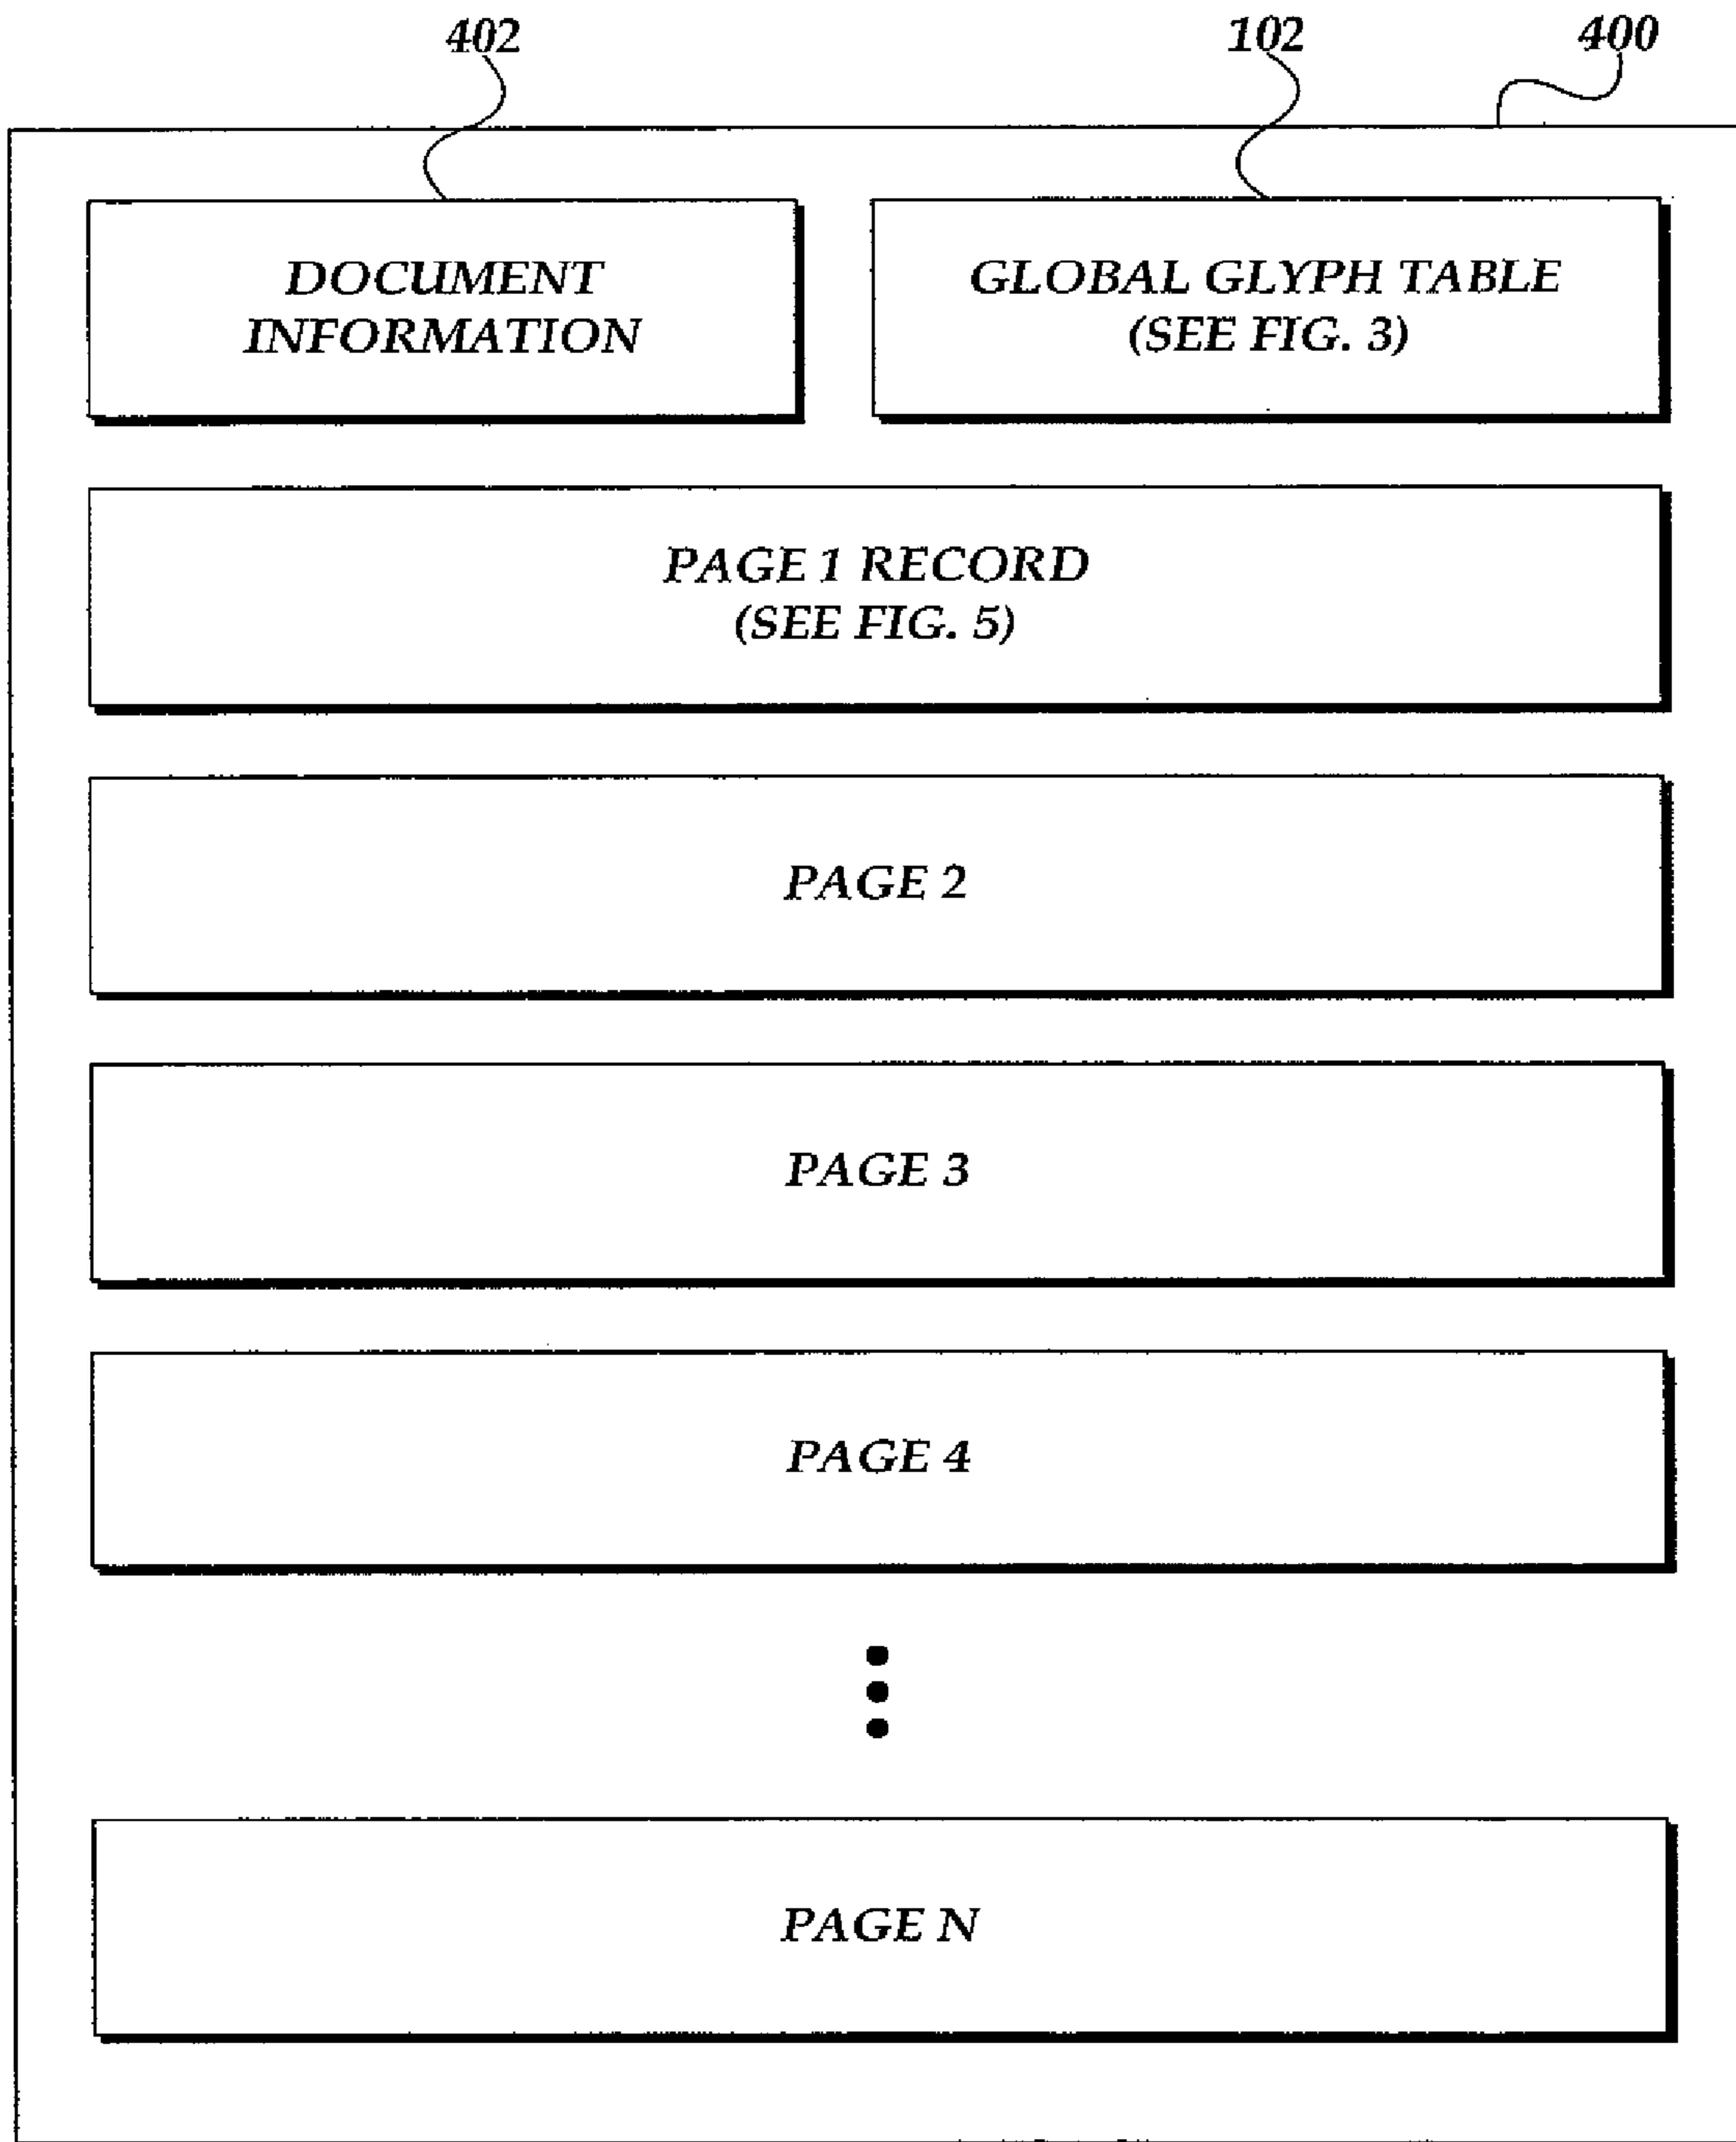 402
102
400
DOCUMENT
INFORMATION
GLOBAL GLYPH TABLE
(SEE FIG. 3)
PAGE 1 RECORD
(SEE FIG. 5)
PAGE 2
PAGE 3
PAGE 4
PAGE N